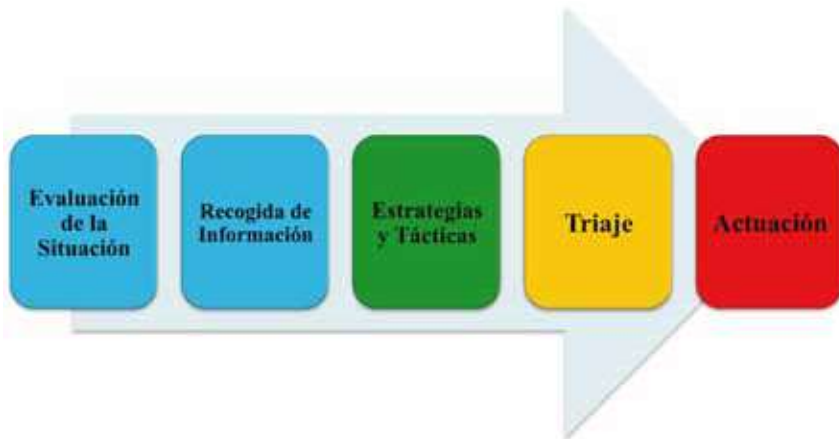 Evaluación
de la
Situación
Recogida de
Información
Estrategias
y Tácticas
Triaje
Actuación